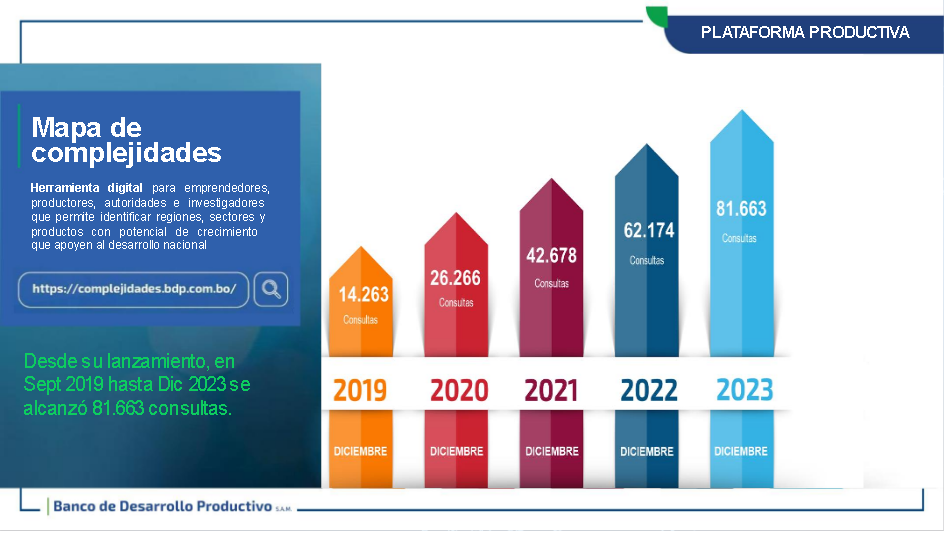 PLATAFORMA PRODUCTIVA
Mapa de
complejidades
Herramienta digital para emprendedores,
productores, autoridades e investigadores
que permite identificar regiones, sectores y
productos con potencial de crecimiento
que apoyen al desarrollo nacional
https://complejidades.bdp.com.bo/
Desde su lanzamiento, en
Sept 2019 hasta Dic 2023 se
alcanzó 81.663 consultas.
14.263
Consultas
26.266
Consultas
42.678
Consultas
62.174
Consultas
81.663
Consultas
2019 2020 2021 2022 2023
DICIEMBRE DICIEMBRE DICIEMBRE DICIEMBRE DICIEMBRE
Banco de Desarrollo Productivo S.A.M.